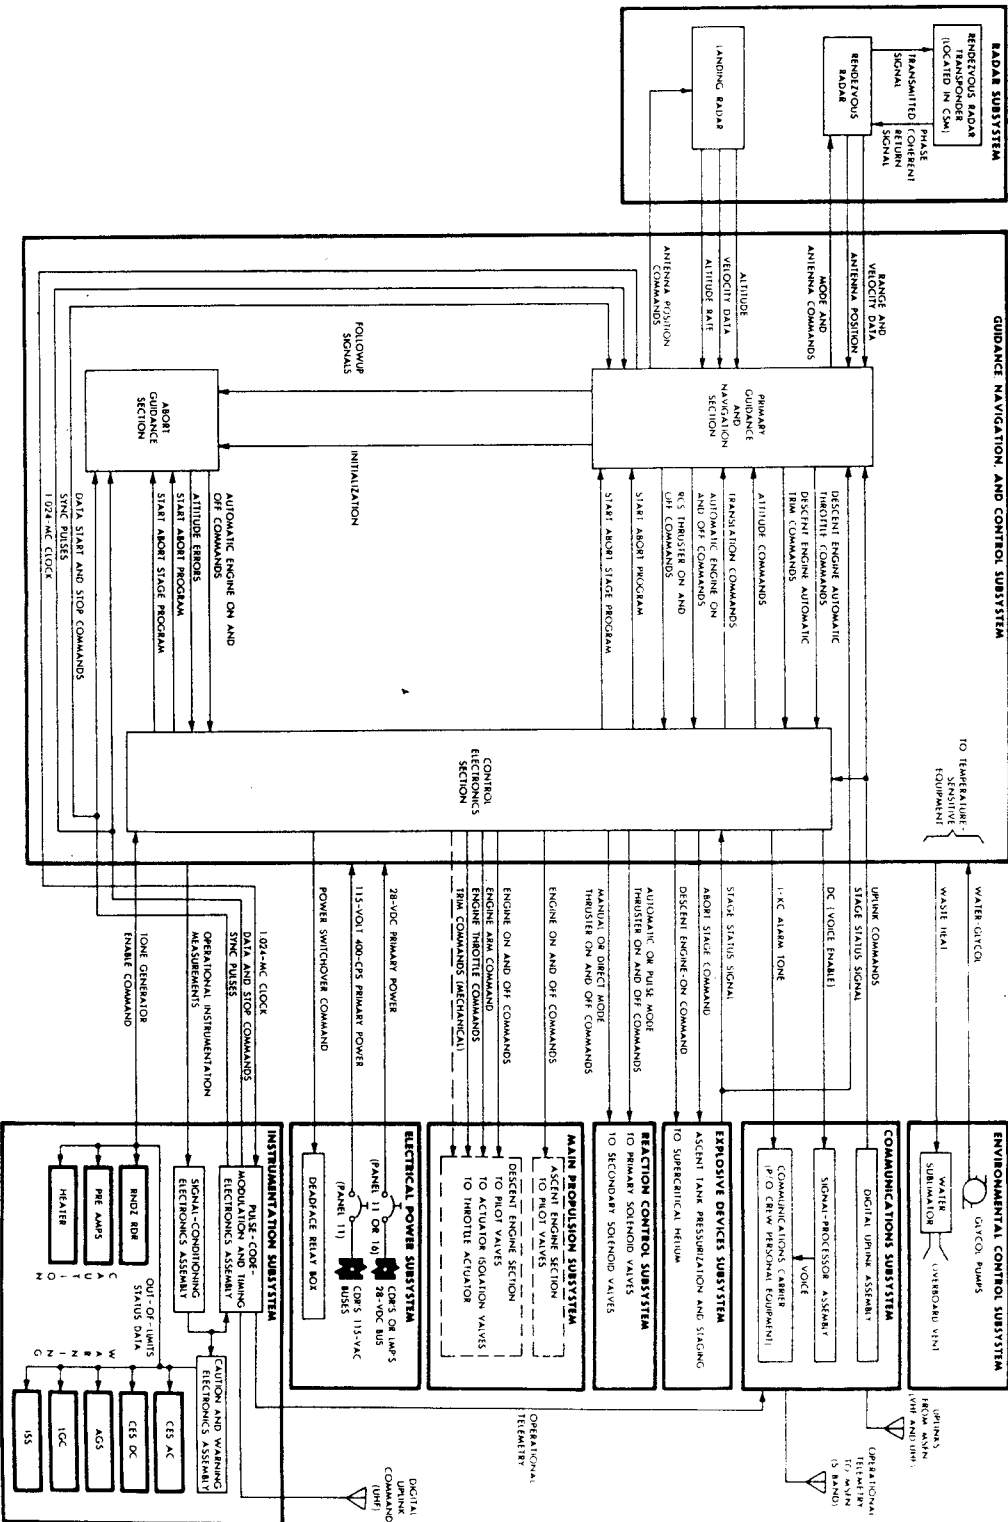 RADAR SUBSYSTEM
RENDEZVOUS RADAR
TRANSPONDER
(LOCATED IN CSM)
TRANSMITTED
SIGNAL
PHASE
COHERENT
RETURN
SIGNAL
RENDEZVOUS
RADAR
LANDING RADAR
GUIDANCE NAVIGATION, AND CONTROL SUBSYSTEM
RANGE AND
VELOCITY DATA
ANTENNA POSITION
MODE AND
ANTENNA COMMANDS
ALTITUDE
VELOCITY DATA
ALTITUDE RATE
ANTENNA POSITION
COMMANDS
PRIMARY
GUIDANCE
AND
NAVIGATION
SECTION
FOLLOWUP
SIGNALS
INITIALIZATION
ABORT
GUIDANCE
SECTION
DESCENT ENGINE AUTOMATIC
THROTTLE COMMANDS
DESCENT ENGINE AUTOMATIC
TRIM COMMANDS
ATTITUDE COMMANDS
TRANSLATION COMMANDS
AUTOMATIC ENGINE ON
AND OFF COMMANDS
RCS THRUSTER ON AND
OFF COMMANDS
START ABORT PROGRAM
START ABORT STAGE PROGRAM
AUTOMATIC ENGINE ON AND
OFF COMMANDS
ATTITUDE ERRORS
START ABORT PROGRAM
START ABORT STAGE PROGRAM
DATA START AND STOP COMMANDS
SYNC PULSES
1.024-MC CLOCK
CONTROL
ELECTRONICS
SECTION
TO TEMPERATURE-
SENSITIVE
EQUIPMENT
WATER-GLYCOL
WASTE HEAT
UPLINK COMMANDS
STAGE STATUS SIGNAL
DC (VOICE ENABLE)
1-KC ALARM TONE
STAGE STATUS SIGNAL
ABORT STAGE COMMAND
DESCENT ENGINE-ON COMMAND
AUTOMATIC OR PULSE MODE
THRUSTER ON AND OFF COMMANDS
MANUAL OR DIRECT MODE
THRUSTER ON AND OFF COMMANDS
ENGINE ON AND OFF COMMANDS
ENGINE ON AND OFF COMMANDS
ENGINE ARM COMMAND
ENGINE THROTTLE COMMANDS
TRIM COMMANDS (MECHANICAL)
28-VDC PRIMARY POWER
115-VOLT 400-CPS PRIMARY POWER
POWER SWITCHOVER COMMAND
1.024-MC CLOCK
DATA AND STOP COMMANDS
SYNC PULSES
OPERATIONAL INSTRUMENTATION
MEASUREMENTS
TONE GENERATOR
ENABLE COMMAND
ENVIRONMENTAL CONTROL SUBSYSTEM
GLYCOL PUMPS
WATER
SUBLIMATOR
OVERBOARD VENT
COMMUNICATIONS SUBSYSTEM
DIGITAL UPLINK ASSEMBLY
SIGNAL-PROCESSOR ASSEMBLY
VOICE
COMMUNICATIONS CARRIER
(P/O CREW PERSONAL EQUIPMENT)
UPLINKS
FROM MSFN
(VHF AND UHF)
OPERATIONAL
TELEMETRY
TO MSFN
(S BAND)
EXPLOSIVE DEVICES SUBSYSTEM
ASCENT TANK PRESSURIZATION AND STAGING
TO SUPERCRITICAL HELIUM
REACTION CONTROL SUBSYSTEM
TO PRIMARY SOLENOID VALVES
TO SECONDARY SOLENOID VALVES
MAIN PROPULSION SUBSYSTEM
ASCENT ENGINE SECTION
TO PILOT VALVES
DESCENT ENGINE SECTION
TO PILOT VALVES
TO ACTUATOR ISOLATION VALVES
TO THROTTLE ACTUATOR
OPERATIONAL
TELEMETRY
ELECTRICAL POWER SUBSYSTEM
(PANEL 11 OR 16)
CDR'S OR LMP'S
28-VDC BUS
(PANEL 11)
CDR'S 115-VAC
BUSES
DEADFACE RELAY BOX
DIGITAL
UPLINK
COMMAND
(UHF)
INSTRUMENTATION SUBSYSTEM
PULSE-CODE-
MODULATION AND TIMING
ELECTRONICS ASSEMBLY
SIGNAL-CONDITIONING
ELECTRONICS ASSEMBLY
CAUTION AND WARNING
ELECTRONICS ASSEMBLY
OUT-OF-LIMITS
STATUS DATA
CAUTION
WARNING
RNDZ RDR
PRE AMPS
HEATER
CES AC
CES DC
AGS
LGC
ISS